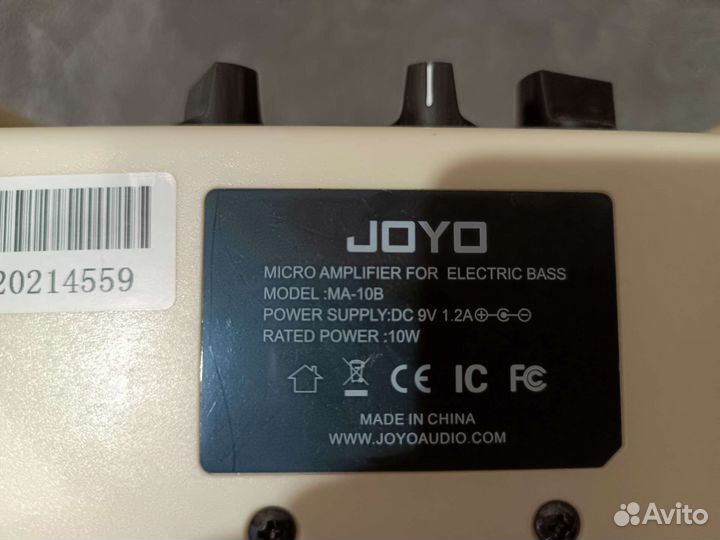 20214559
JOYO
MICRO AMPLIFIER FOR ELECTRIC BASS
MODEL :MA-10B
POWER SUPPLY:DC 9V 1.2A
RATED POWER :10W
CE IC FC
MADE IN CHINA
WWW.JOYOAUDIO.COM
Avito